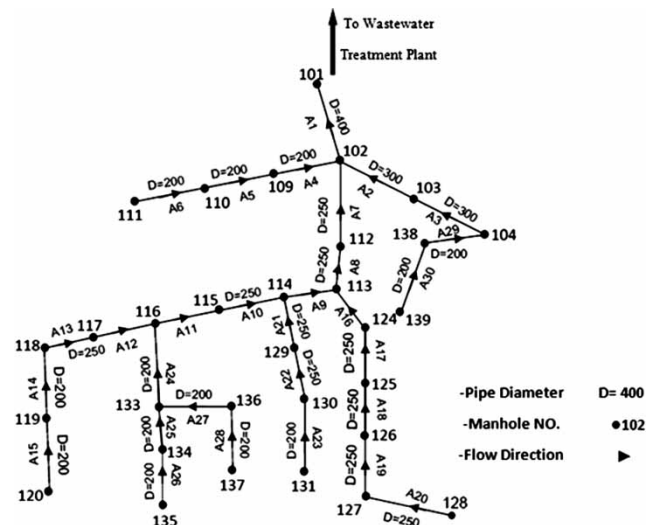 To Wastewater
Treatment Plant
101
D=400
A1
102
D=200
D=200
D=200
A4
109
A5
110
A6
111
D=300
A2
103
D=300
A3
138
A29
104
D=200
D=250
A7
112
D=200
A30
D=250
A8
113
139
114
A9
A16
124
115
D=250
A10
116
A11
A13
117
118
D=250
A12
A21
D=250
D=250
A17
129
A14
D=200
D=200
A24
A22
D=250
125
D=250
A18
119
133
D=200
136
A27
130
126
A15
D=200
D=200
A25
134
A28
D=200
D=200
A23
D=250
A19
120
D=200
A26
137
131
127
A20
128
D=250
135
-Pipe Diameter D= 400
-Manhole NO. 102
-Flow Direction